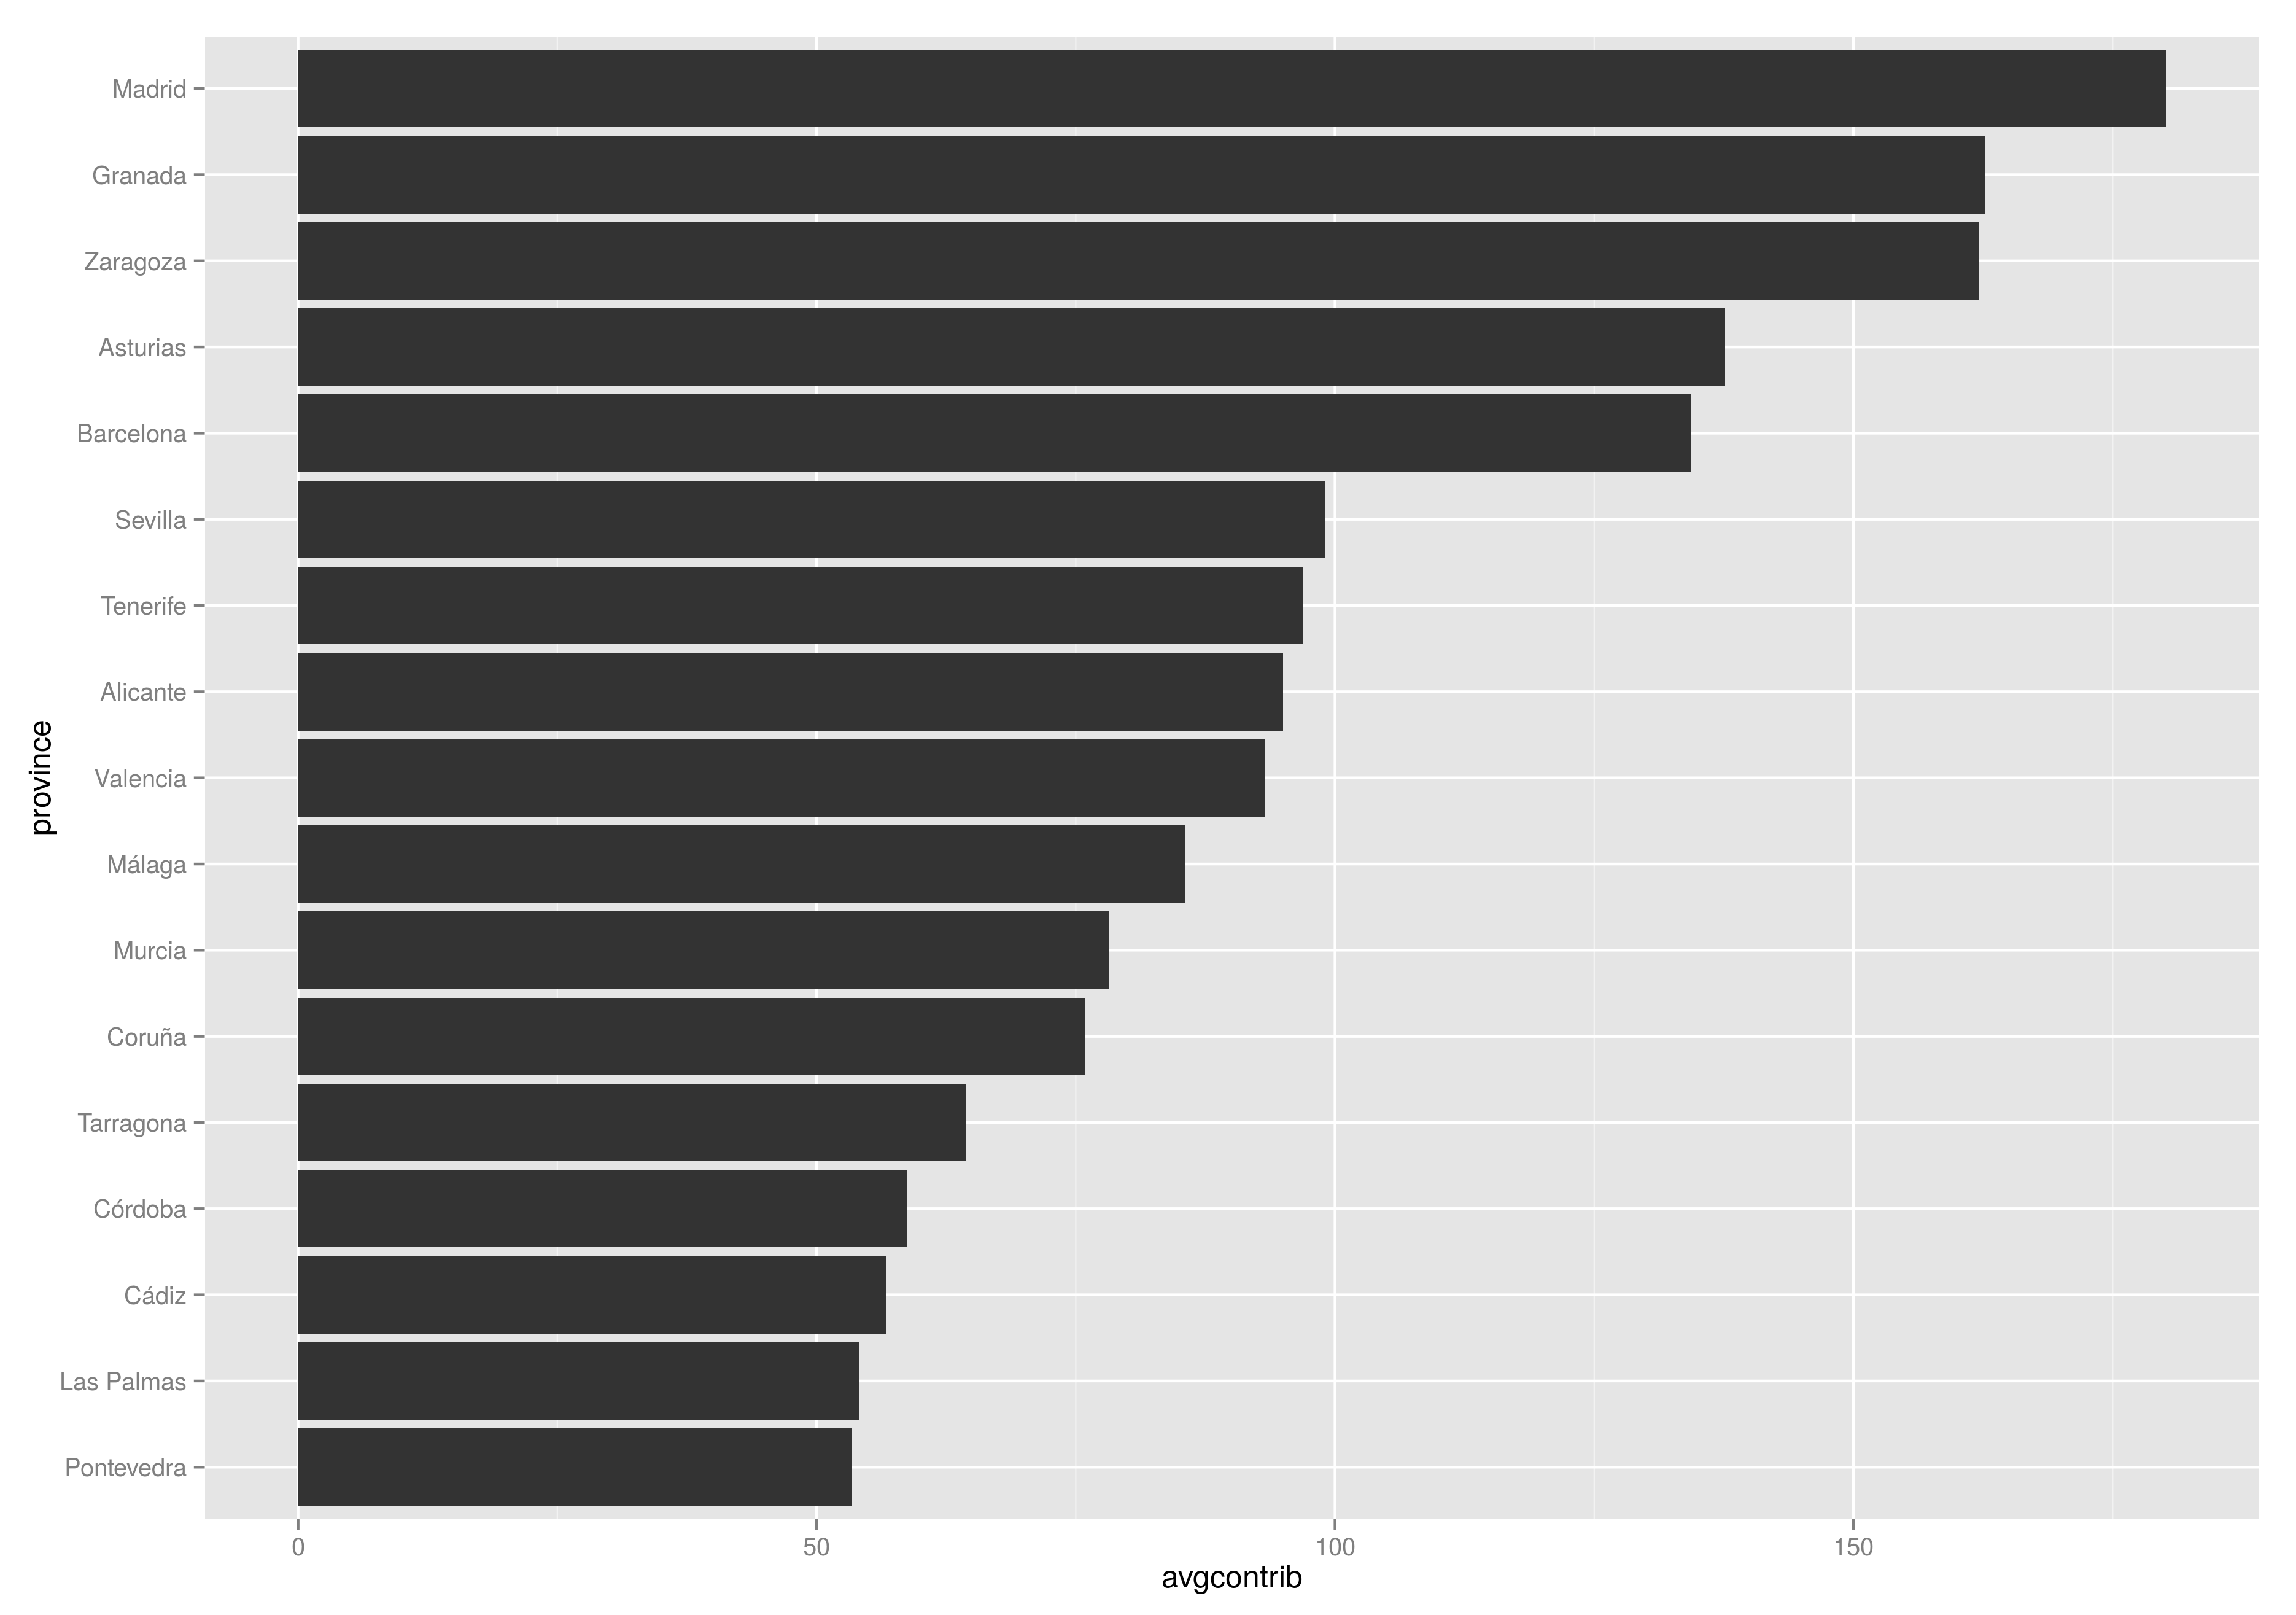 Madrid
Granada
Zaragoza
Asturias
Barcelona
Sevilla
Tenerife
Alicante
Valencia
Málaga
Murcia
Coruña
Tarragona
Córdoba
Cádiz
Las Palmas
Pontevedra
province
0 50 100 150
avgcontrib